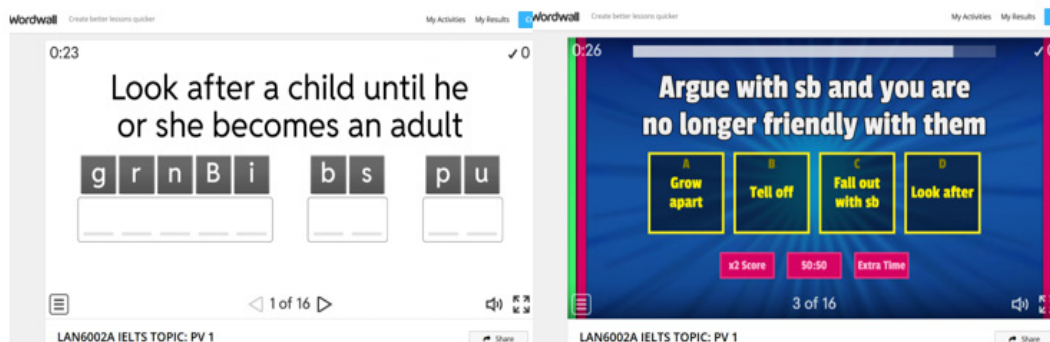 Wordwall Create better lessons quicker My Activities My Results
0:23 ✓ 0
Look after a child until he
or she becomes an adult
g r n B i b s p u
1 of 16
LAN6002A IELTS TOPIC: PV 1 Share
Wordwall Create better lessons quicker My Activities My Results
0:26 ✓
Argue with sb and you are
no longer friendly with them
A B C D
Grow
apart
Tell off
Fall out
with sb
Look after
x2 Score 50:50 Extra Time
3 of 16
LAN6002A IELTS TOPIC: PV 1 Share